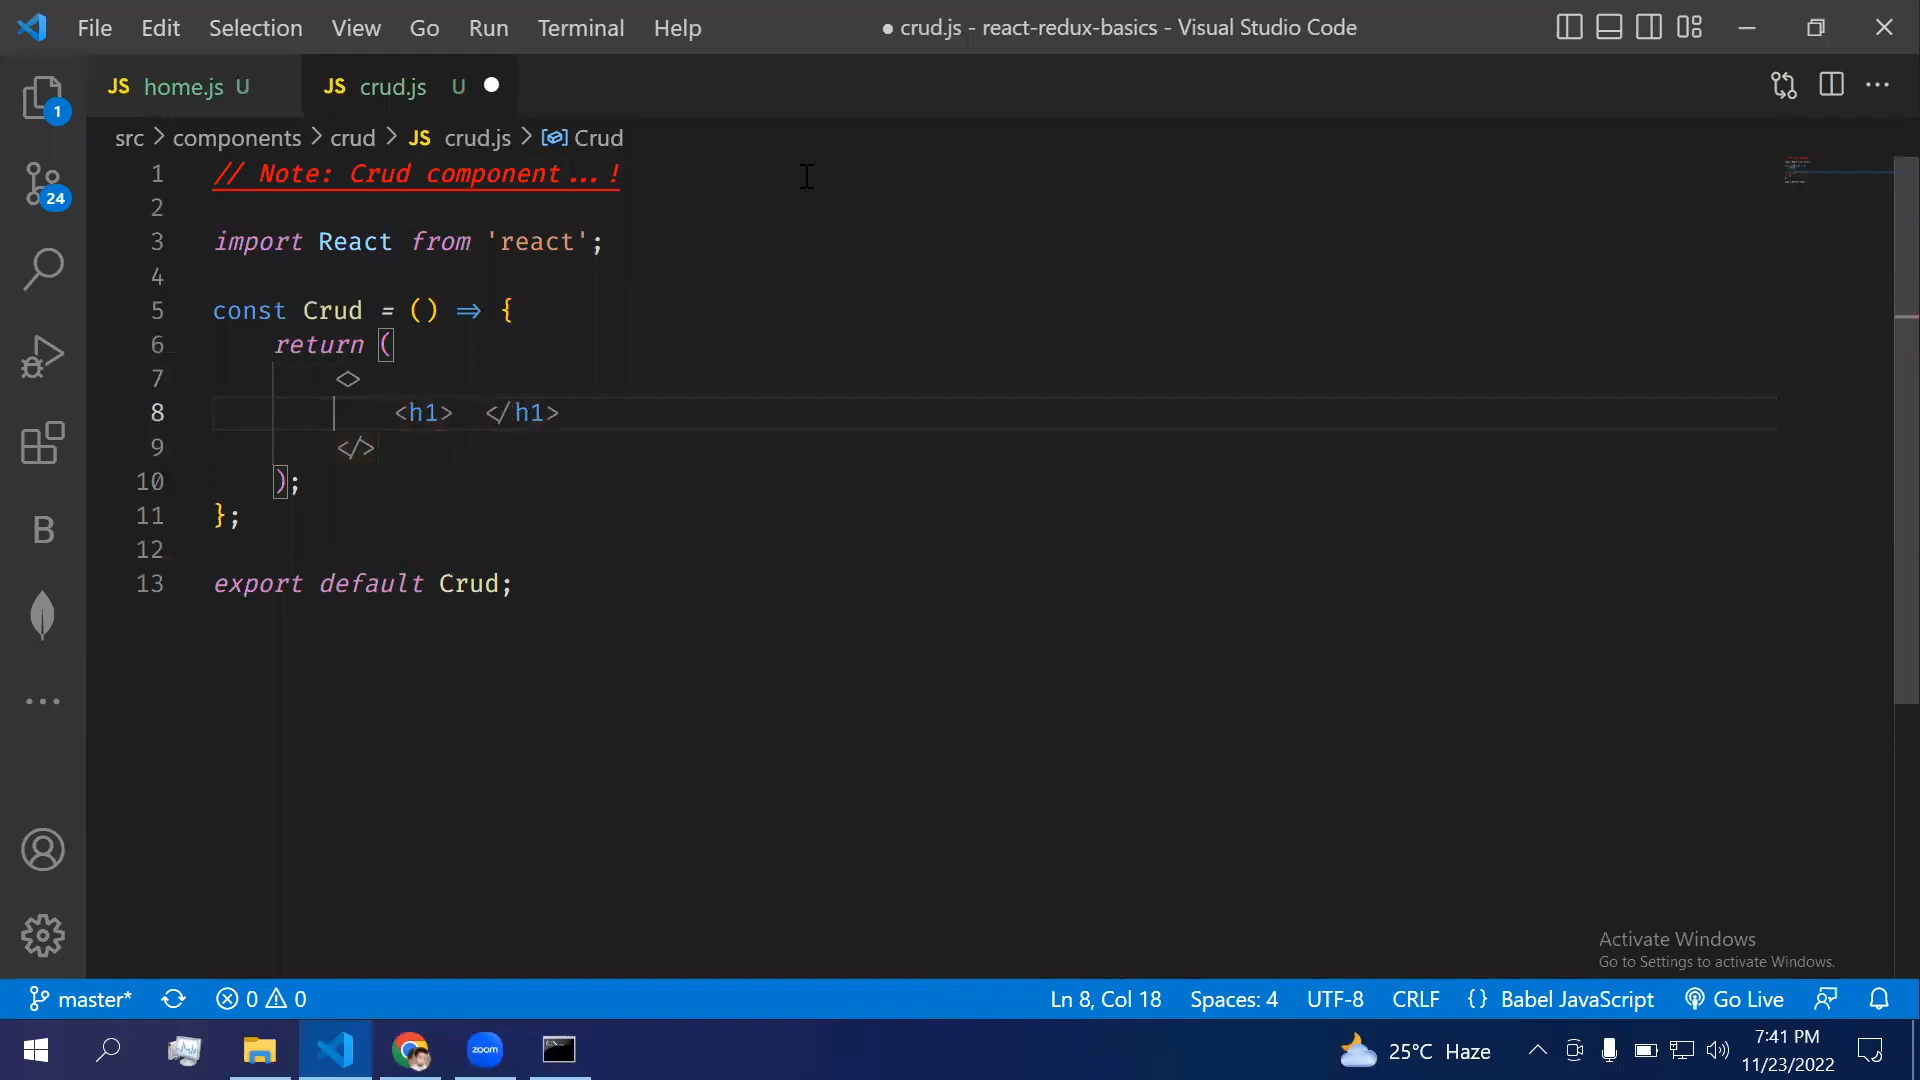 File Edit Selection View Go Run Terminal Help
● crud.js - react-redux-basics - Visual Studio Code
JS home.js U
JS crud.js U
src > components > crud > JS crud.js > Crud
1 // Note: Crud component...!
2
3 import React from 'react';
4
5 const Crud = () => {
6 return (
7 <>
8 <h1> </h1>
9 </>
10 );
11 };
12
13 export default Crud;
1
24
B
Activate Windows
Go to Settings to activate Windows.
master* 0 0 Ln 8, Col 18 Spaces: 4 UTF-8 CRLF {} Babel JavaScript Go Live
zoom
25°C Haze
7:41 PM
11/23/2022